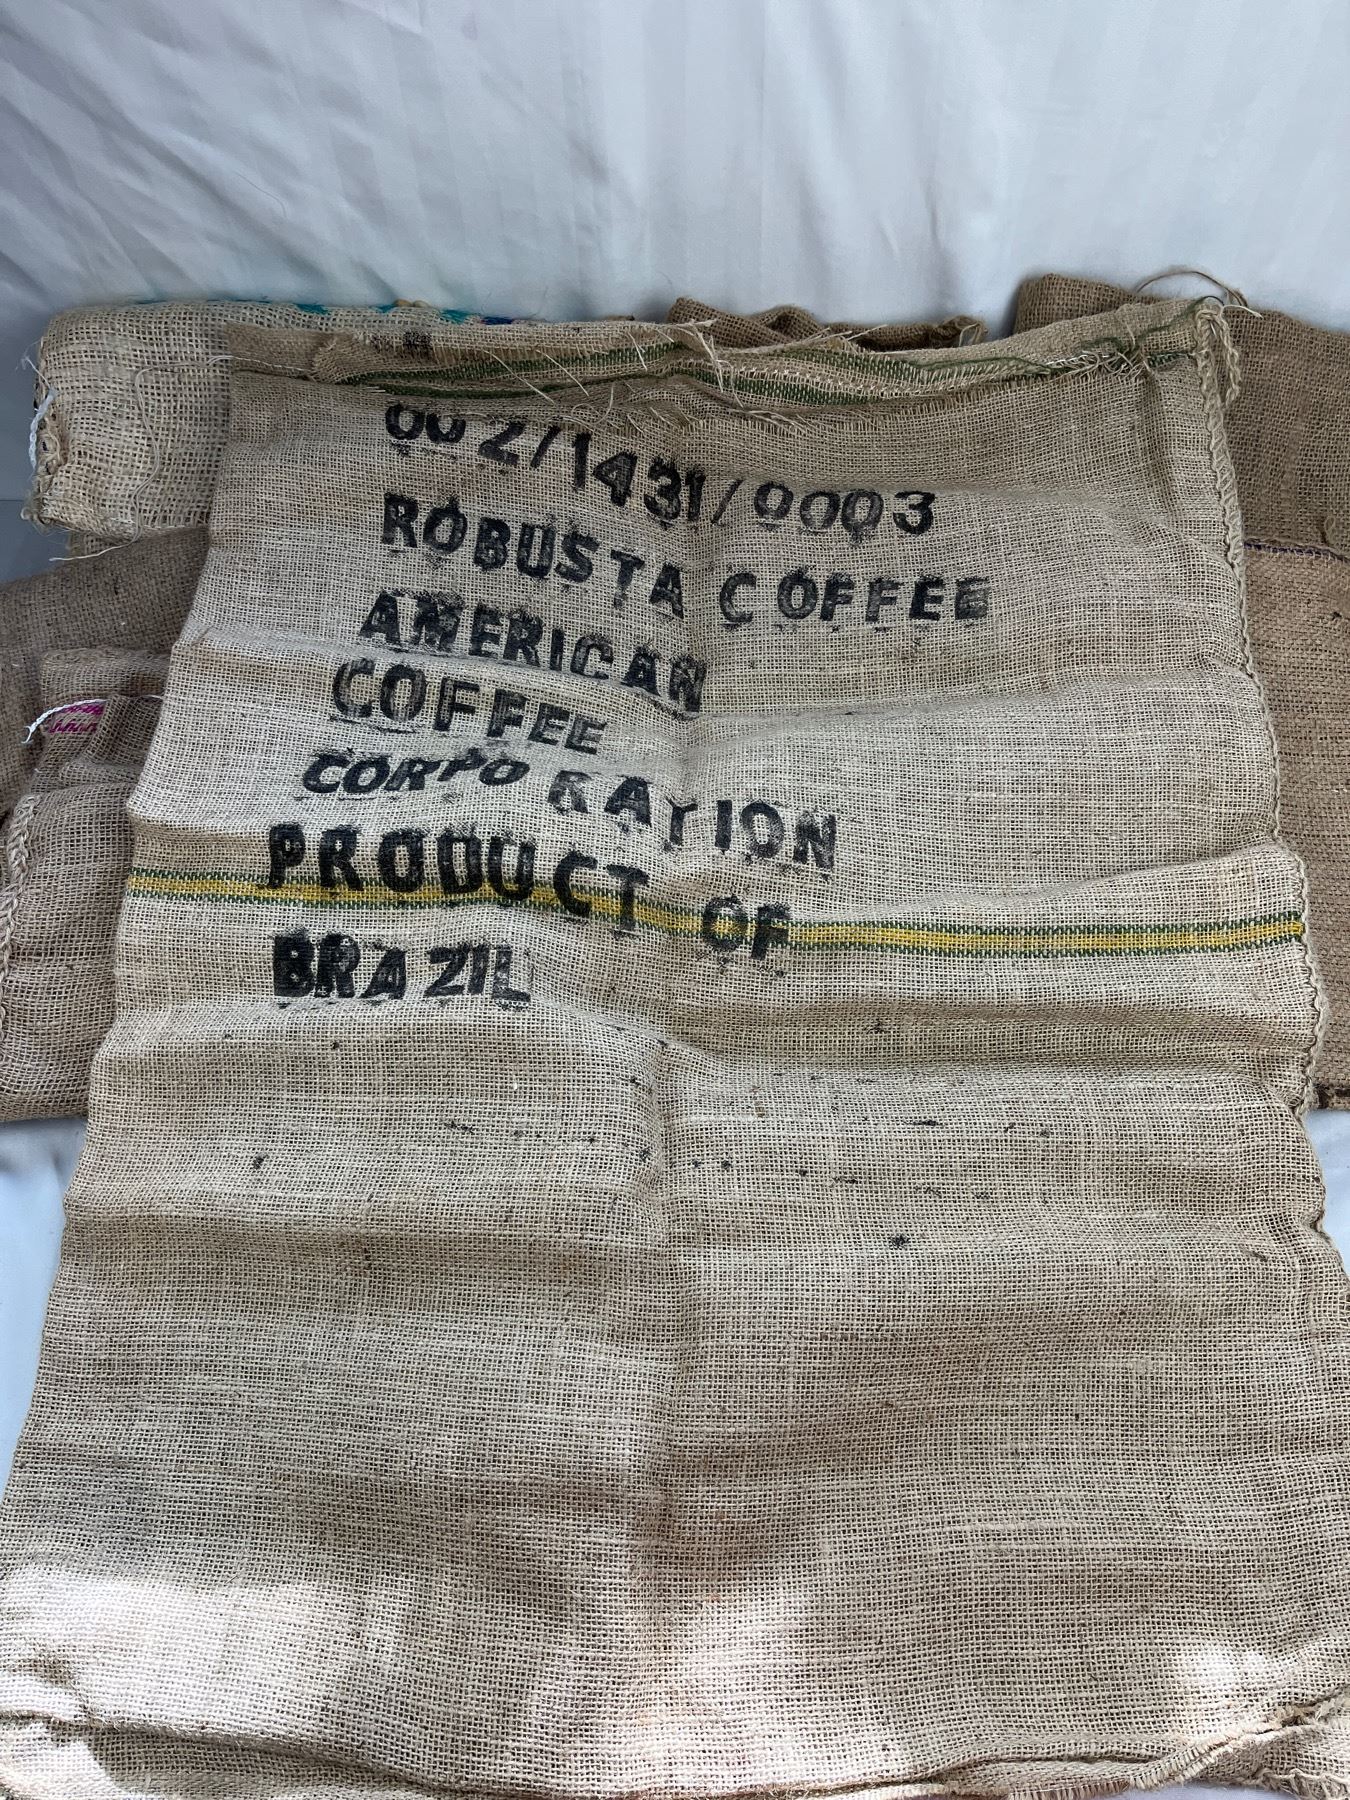 002/1431/0003
ROBUSTA COFFEE
AMERICAN
COFFEE
CORPORATION
PRODUCT OF
BRAZIL